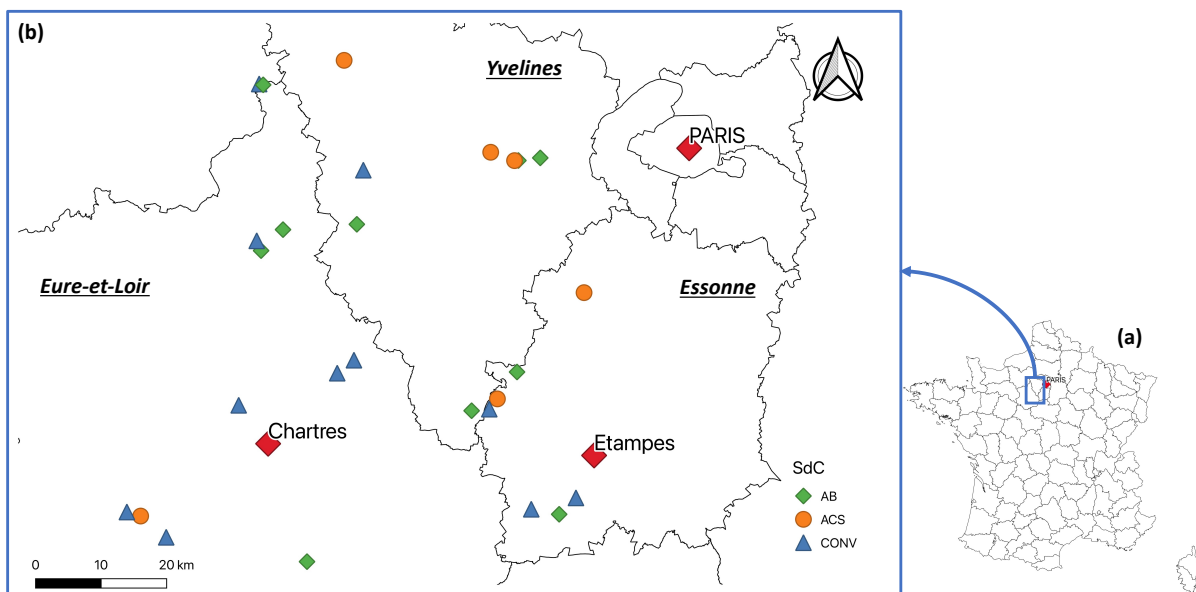 (b)
Yvelines
PARIS
Eure-et-Loir
Essonne
(a)
PARIS
Chartres
Etampes
SdC
AB
ACS
CONV
0 10 20 km